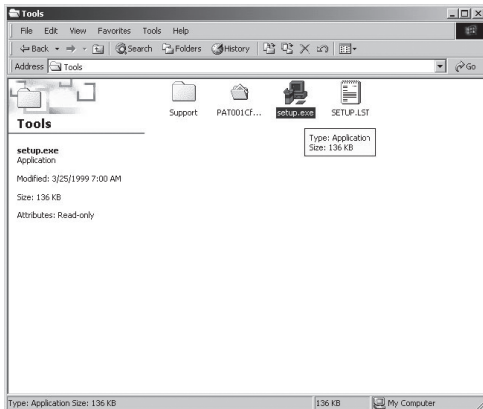 Tools
File Edit View Favorites Tools Help
Back Search Folders History
Address Tools Go
Support PAT001Cf... setup.exe SETUP.LST
Tools
Type: Application
Size: 136 KB
setup.exe
Application
Modified: 3/25/1999 7:00 AM
Size: 136 KB
Attributes: Read-only
Type: Application Size: 136 KB 136 KB My Computer